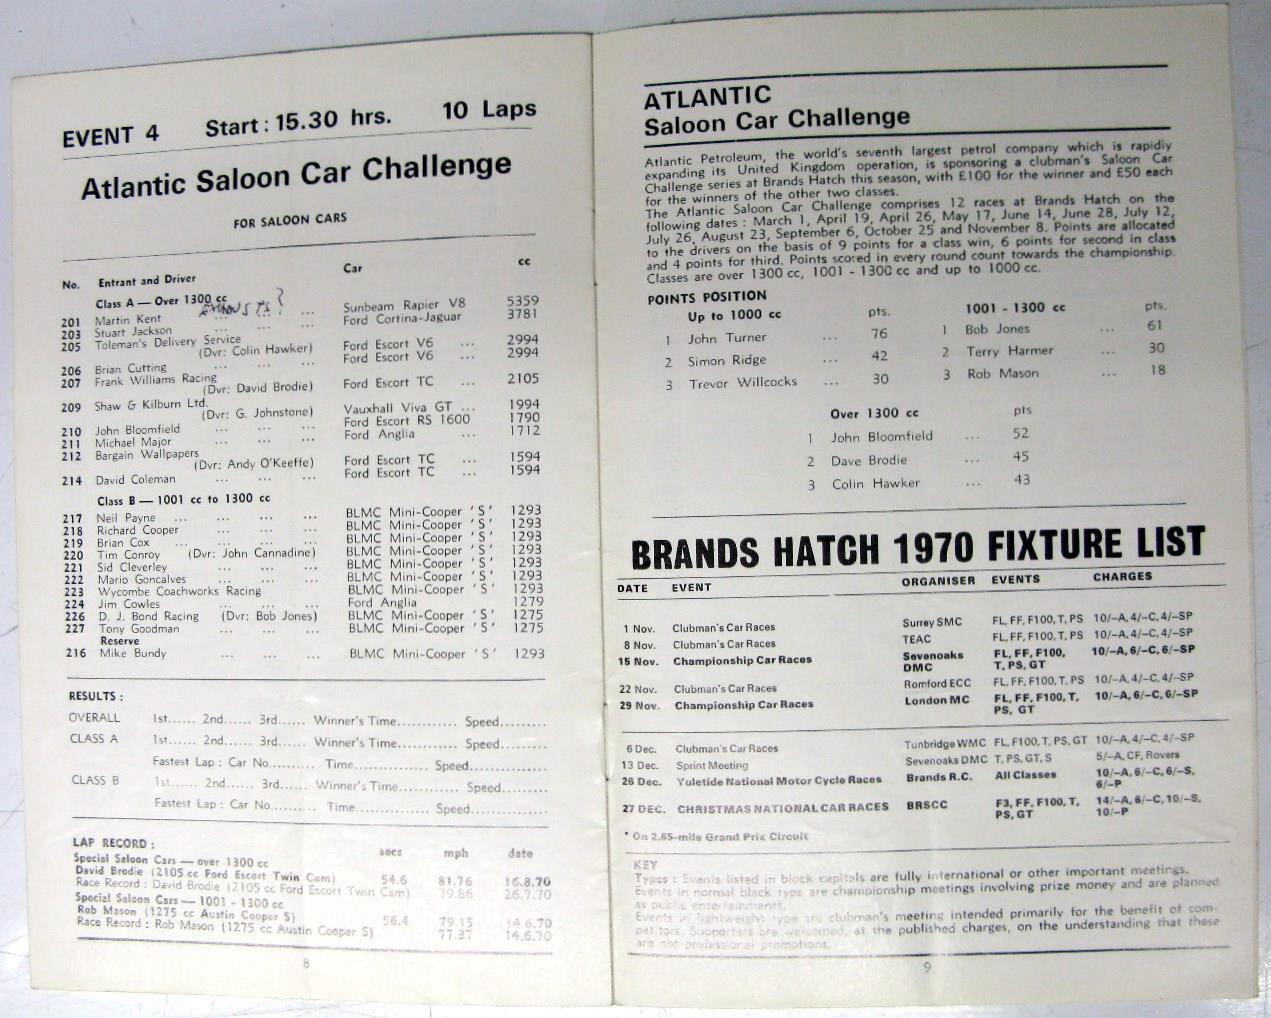 EVENT 4 Start : 15.30 hrs. 10 Laps
Atlantic Saloon Car Challenge
FOR SALOON CARS
No. Entrant and Driver Car cc
Class A — Over 1300 cc
201 Martin Kent ... Sunbeam Rapier V8 5359
203 Stuart Jackson ... ... ... Ford Cortina-Jaguar 3781
205 Toleman's Delivery Service
(Dvr: Colin Hawker) Ford Escort V6 ... 2994
206 Brian Cutting ... ... ... Ford Escort V6 ... 2994
207 Frank Williams Racing
(Dvr: David Brodie) Ford Escort TC ... 2105
209 Shaw & Kilburn Ltd.
(Dvr: G. Johnstone) Vauxhall Viva GT ... 1994
210 John Bloomfield ... ... ... Ford Escort RS 1600 1790
211 Michael Major ... ... ... Ford Anglia ... 1712
212 Bargain Wallpapers
(Dvr: Andy O'Keeffe) Ford Escort TC ... 1594
214 David Coleman ... ... ... Ford Escort TC ... 1594
Class B — 1001 cc to 1300 cc
217 Neil Payne ... ... ... ... BLMC Mini-Cooper 'S' 1293
218 Richard Cooper ... ... ... BLMC Mini-Cooper 'S' 1293
219 Brian Cox ... ... ... ... BLMC Mini-Cooper 'S' 1293
220 Tim Conroy (Dvr: John Cannadine) BLMC Mini-Cooper 'S' 1293
221 Sid Cleverley ... ... ... BLMC Mini-Cooper 'S' 1293
222 Mario Goncalves ... ... BLMC Mini-Cooper 'S' 1293
223 Wycombe Coachworks Racing BLMC Mini-Cooper 'S' 1293
224 Jim Cowles ... ... ... Ford Anglia ... 1279
226 D. J. Bond Racing (Dvr: Bob Jones) BLMC Mini-Cooper 'S' 1275
227 Tony Goodman ... ... ... BLMC Mini-Cooper 'S' 1275
Reserve
216 Mike Bundy ... ... ... BLMC Mini-Cooper 'S' 1293
RESULTS :
OVERALL 1st...... 2nd...... 3rd...... Winner's Time........... Speed.........
CLASS A 1st...... 2nd...... 3rd...... Winner's Time........... Speed.........
Fastest Lap : Car No.......... Time........... Speed.........
CLASS B 1st...... 2nd...... 3rd...... Winner's Time........... Speed.........
Fastest Lap : Car No.......... Time........... Speed.........
LAP RECORD : secs mph date
Special Saloon Cars — over 1300 cc
David Brodie (2105 cc Ford Escort Twin Cam) 54.6 81.76 16.8.70
Race Record : David Brodie (2105 cc Ford Escort Twin Cam) 79.86 26.7.70
Special Saloon Cars — 1001 - 1300 cc
Rob Mason (1275 cc Austin Cooper S) 56.4 79.15 14.6.70
Race Record : Rob Mason (1275 cc Austin Cooper S) 77.37 14.6.70
8
ATLANTIC
Saloon Car Challenge
Atlantic Petroleum, the world's seventh largest petrol company which is rapidly
expanding its United Kingdom operation, is sponsoring a clubman's Saloon Car
Challenge series at Brands Hatch this season, with £100 for the winner and £50 each
for the winners of the other two classes.
The Atlantic Saloon Car Challenge comprises 12 races at Brands Hatch on the
following dates : March 1, April 19, April 26, May 17, June 14, June 28, July 12,
July 26, August 23, September 6, October 25 and November 8. Points are allocated
to the drivers on the basis of 9 points for a class win, 6 points for second in class
and 4 points for third. Points scored in every round count towards the championship.
Classes are over 1300 cc, 1001 - 1300 cc and up to 1000 cc.
POINTS POSITION
Up to 1000 cc pts. 1001 - 1300 cc pts.
1 John Turner ... 76 1 Bob Jones ... 61
2 Simon Ridge ... 42 2 Terry Harmer ... 30
3 Trevor Willcocks ... 30 3 Rob Mason ... 18
Over 1300 cc pts
1 John Bloomfield ... 52
2 Dave Brodie ... 45
3 Colin Hawker ... 43
BRANDS HATCH 1970 FIXTURE LIST
DATE EVENT ORGANISER EVENTS CHARGES
1 Nov. Clubman's Car Races Surrey SMC FL, FF, F100, T, PS 10/–A, 4/–C, 4/–SP
8 Nov. Clubman's Car Races TEAC FL, FF, F100, T, PS 10/–A, 4/–C, 4/–SP
15 Nov. Championship Car Races Sevenoaks FL, FF, F100, 10/–A, 6/–C, 6/–SP
DMC T, PS, GT
22 Nov. Clubman's Car Races Romford ECC FL, FF, F100, T, PS 10/–A, 4/–C, 4/–SP
29 Nov. Championship Car Races London MC FL, FF, F100, T, 10/–A, 6/–C, 6/–SP
PS, GT
6 Dec. Clubman's Car Races Tunbridge WMC FL, F100, T, PS, GT 10/–A, 4/–C, 4/–SP
13 Dec. Sprint Meeting Sevenoaks DMC T, PS, GT, S 5/–A, CF, Rovers
26 Dec. Yuletide National Motor Cycle Races Brands R.C. All Classes 10/–A, 6/–C, 6/–S,
6/–P
27 DEC. CHRISTMAS NATIONAL CAR RACES BRSCC F3, FF, F100, T, 14/–A, 6/–C, 10/–S,
PS, GT 10/–P
* On 2.65-mile Grand Prix Circuit
KEY
Types : Events listed in block capitals are fully international or other important meetings.
Events in normal black type are championship meetings involving prize money and are planned
as public entertainments.
Events in lightweight type are clubman's meeting intended primarily for the benefit of com-
petitors. Supporters are welcomed, at the published charges, on the understanding that these
are not professional promotions.
9